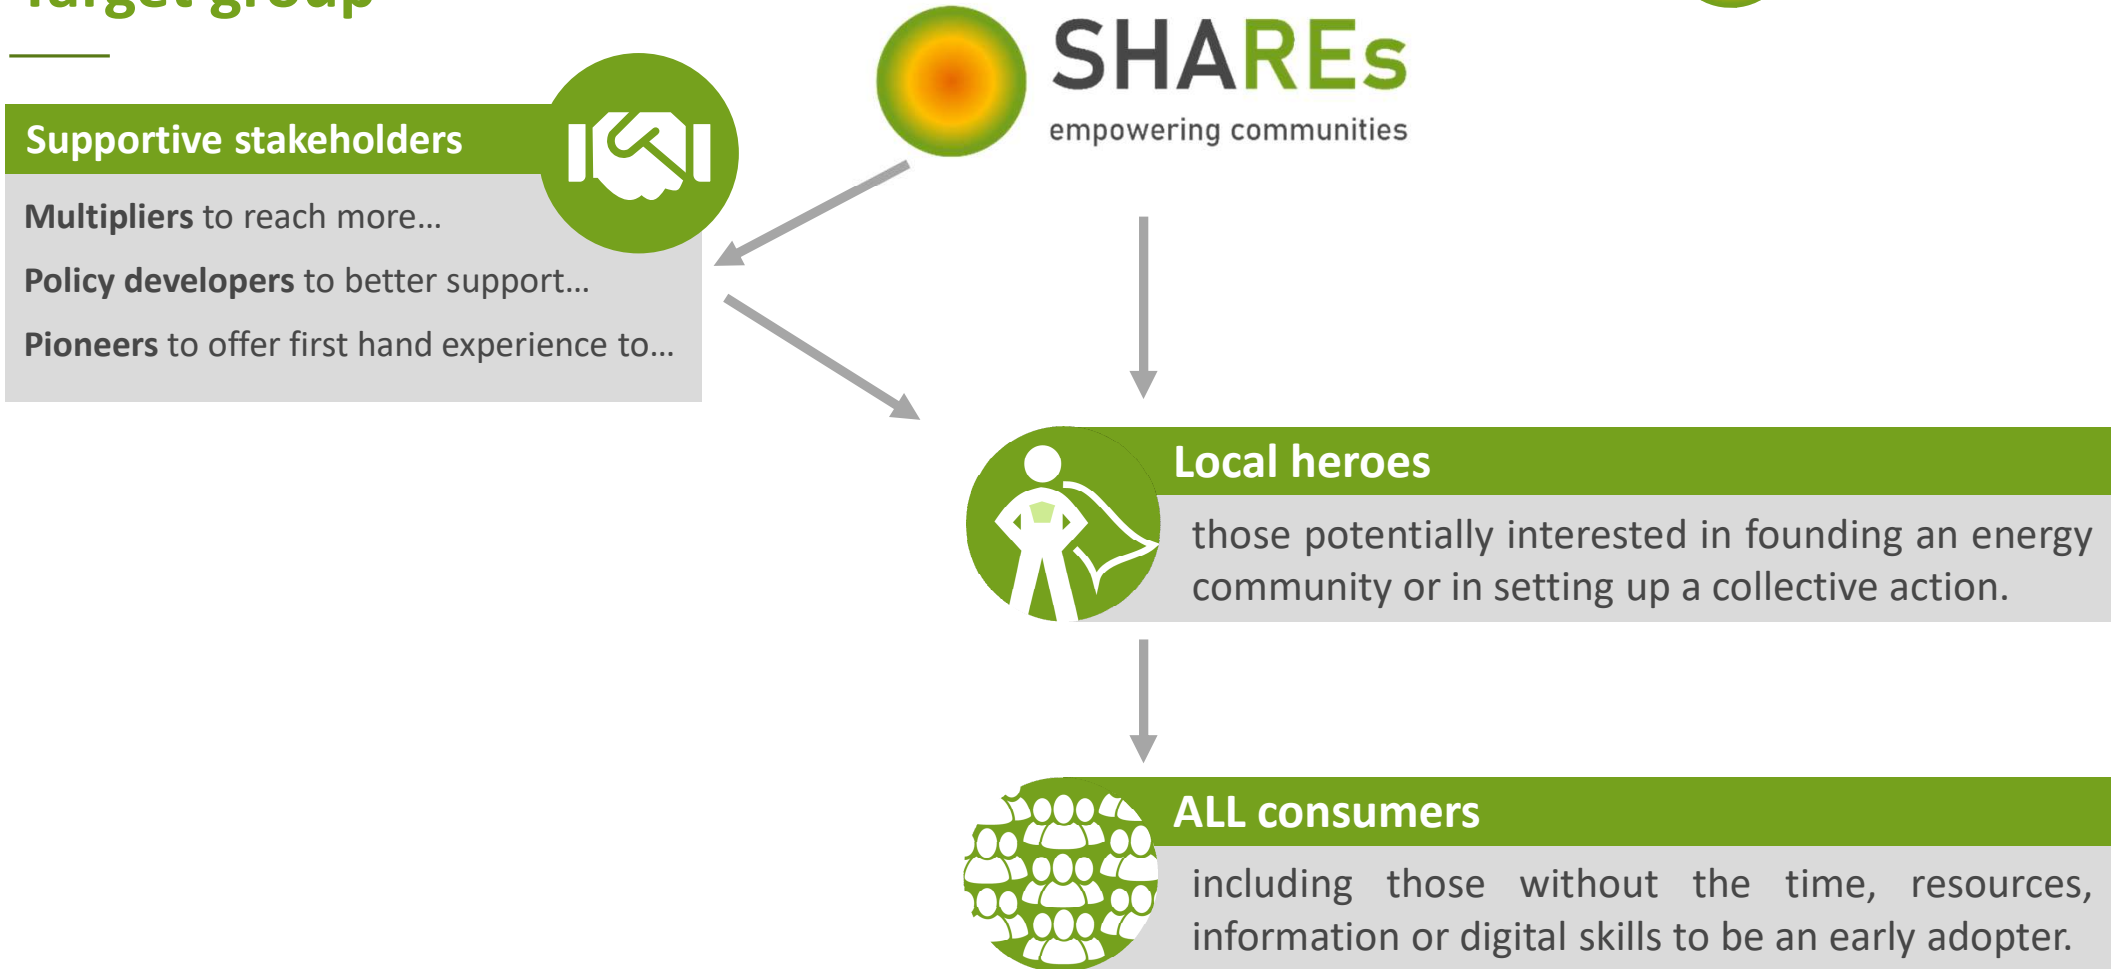 Target group
SHAREs
empowering communities
Supportive stakeholders
Multipliers to reach more...
Policy developers to better support...
Pioneers to offer first hand experience to...
Local heroes
those potentially interested in founding an energy
community or in setting up a collective action.
ALL consumers
including those without the time, resources,
information or digital skills to be an early adopter.